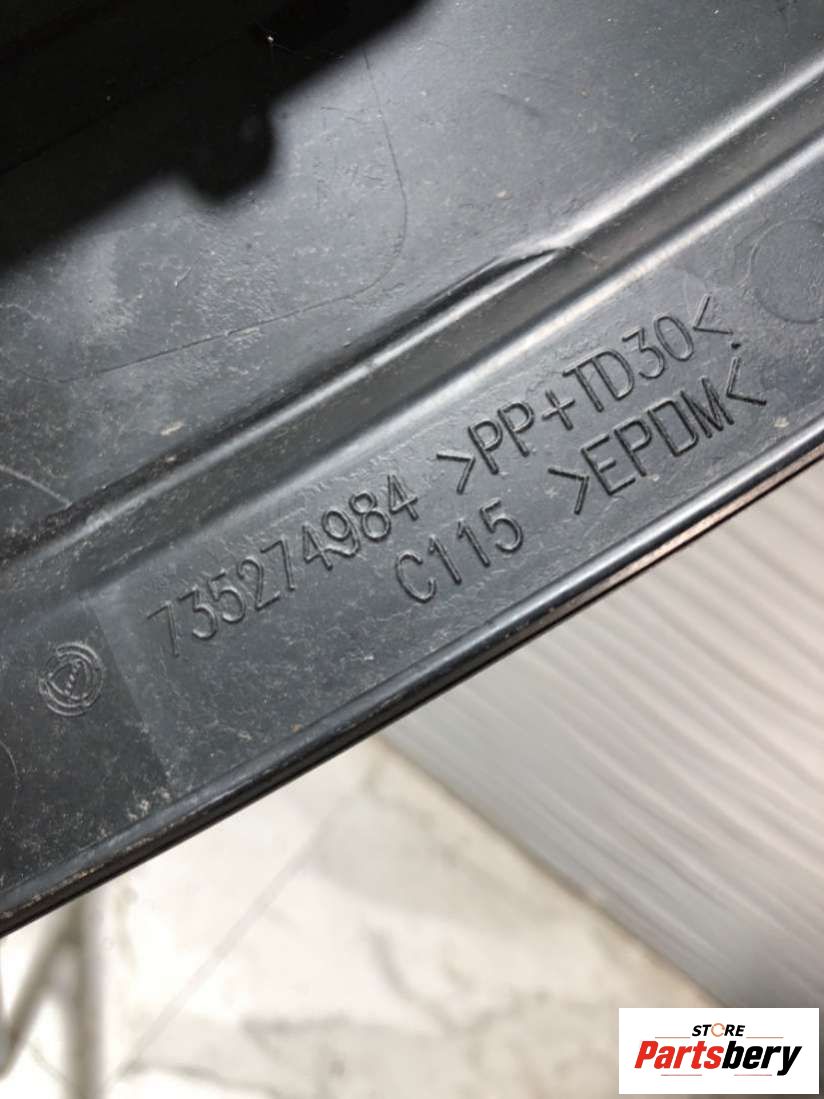 735274984 >PP+TD30<
C115 >EPDM<
STORE
Partsbery